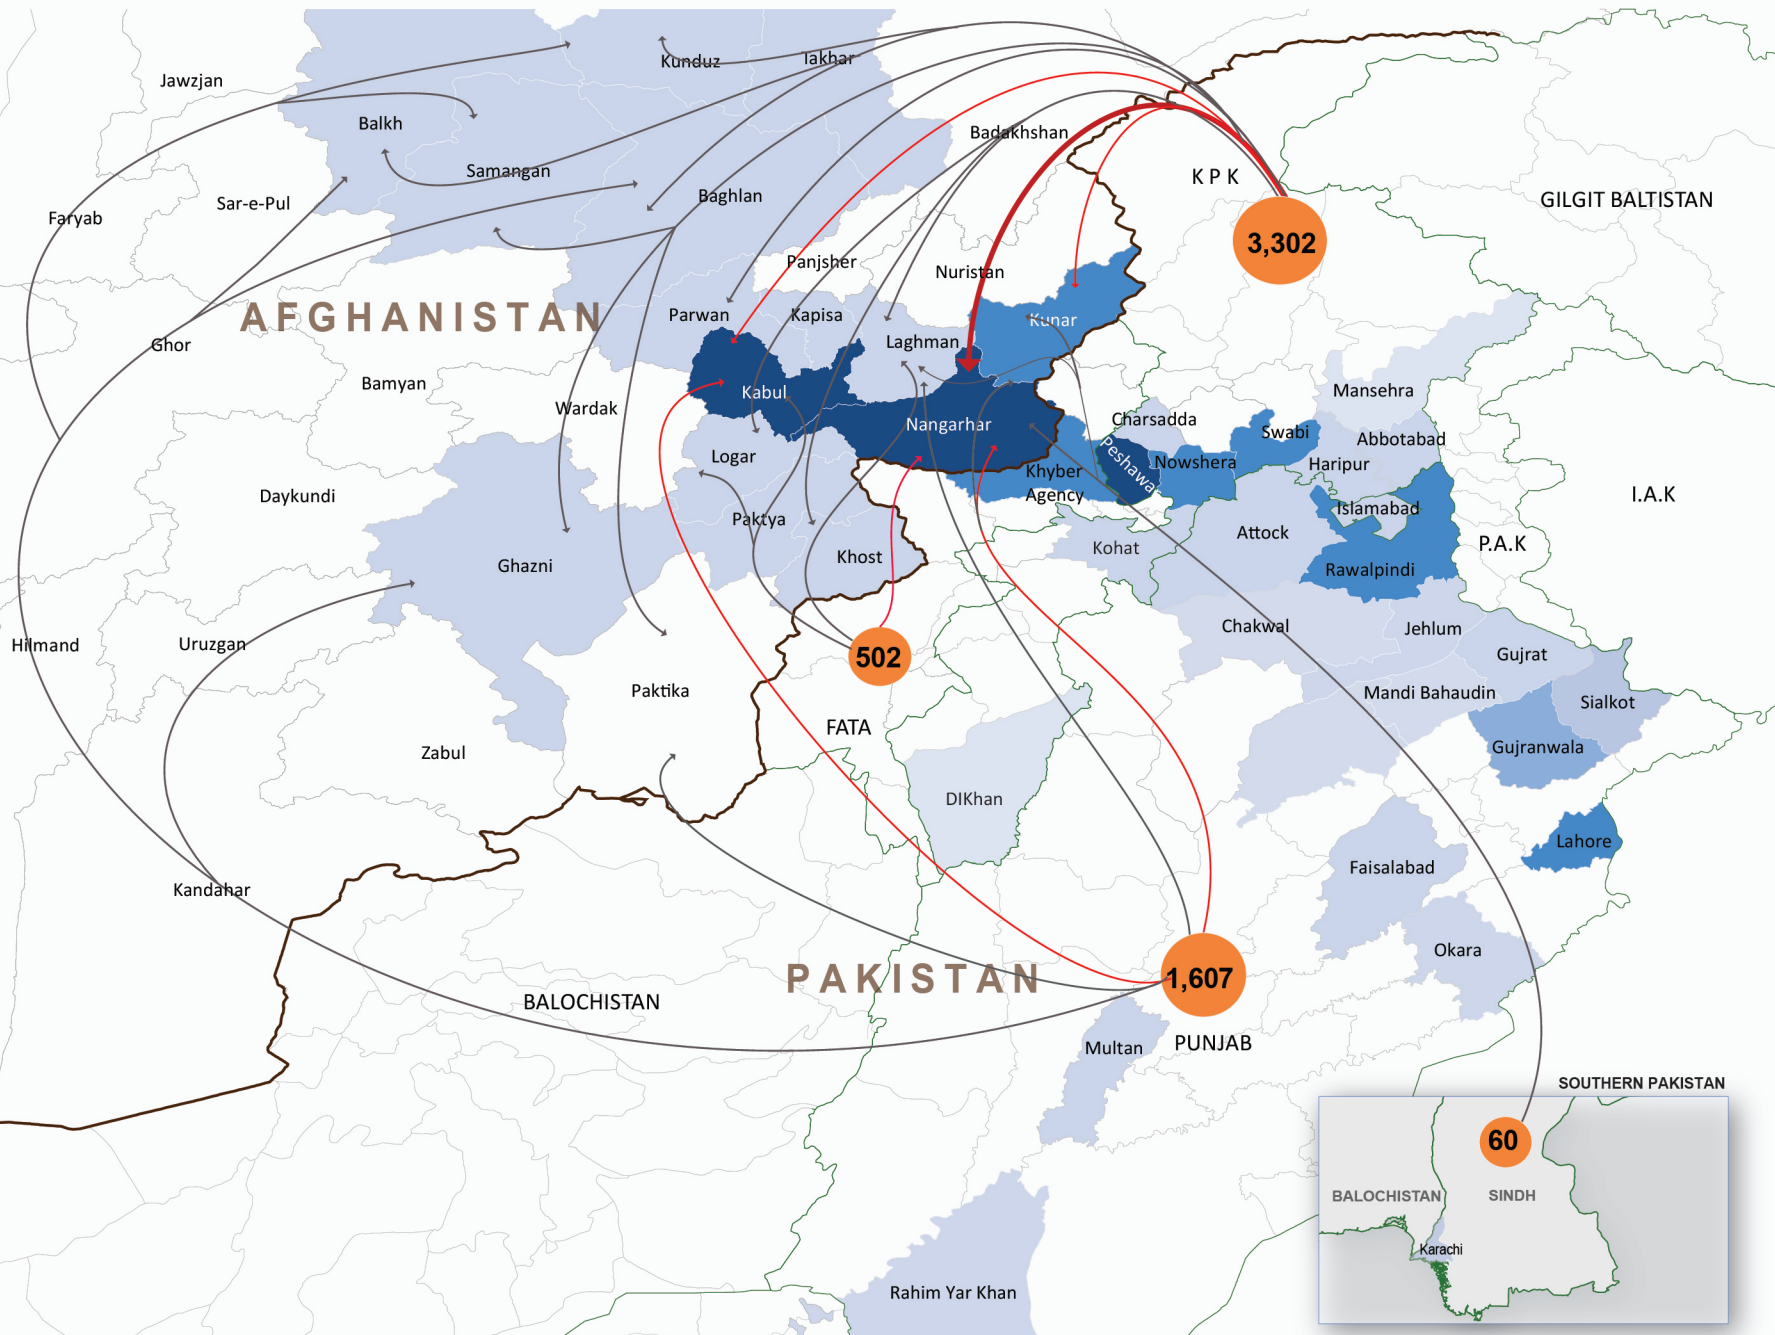 Jawzjan
Kunduz
Takhar
Balkh
Badakhshan
Samangan
K P K
Baghlan
Sar-e-Pul
GILGIT BALTISTAN
Faryab
3,302
Panjsher
Nuristan
AFGHANISTAN
Parwan
Kapisa
Kunar
Ghor
Laghman
Bamyan
Kabul
Mansehra
Wardak
Charsadda
Nangarhar
Swabi
Abbotabad
Logar
Peshawa
Nowshera
Haripur
Khyber
Agency
Daykundi
I.A.K
Islamabad
Paktya
Attock
P.A.K
Kohat
Khost
Ghazni
Rawalpindi
Chakwal
Jehlum
Hilmand
Uruzgan
502
Gujrat
Paktika
Mandi Bahaudin
Sialkot
FATA
Zabul
Gujranwala
DIKhan
Lahore
Faisalabad
Kandahar
Okara
PAKISTAN
1,607
BALOCHISTAN
Multan
PUNJAB
SOUTHERN PAKISTAN
60
BALOCHISTAN
SINDH
Karachi
Rahim Yar Khan